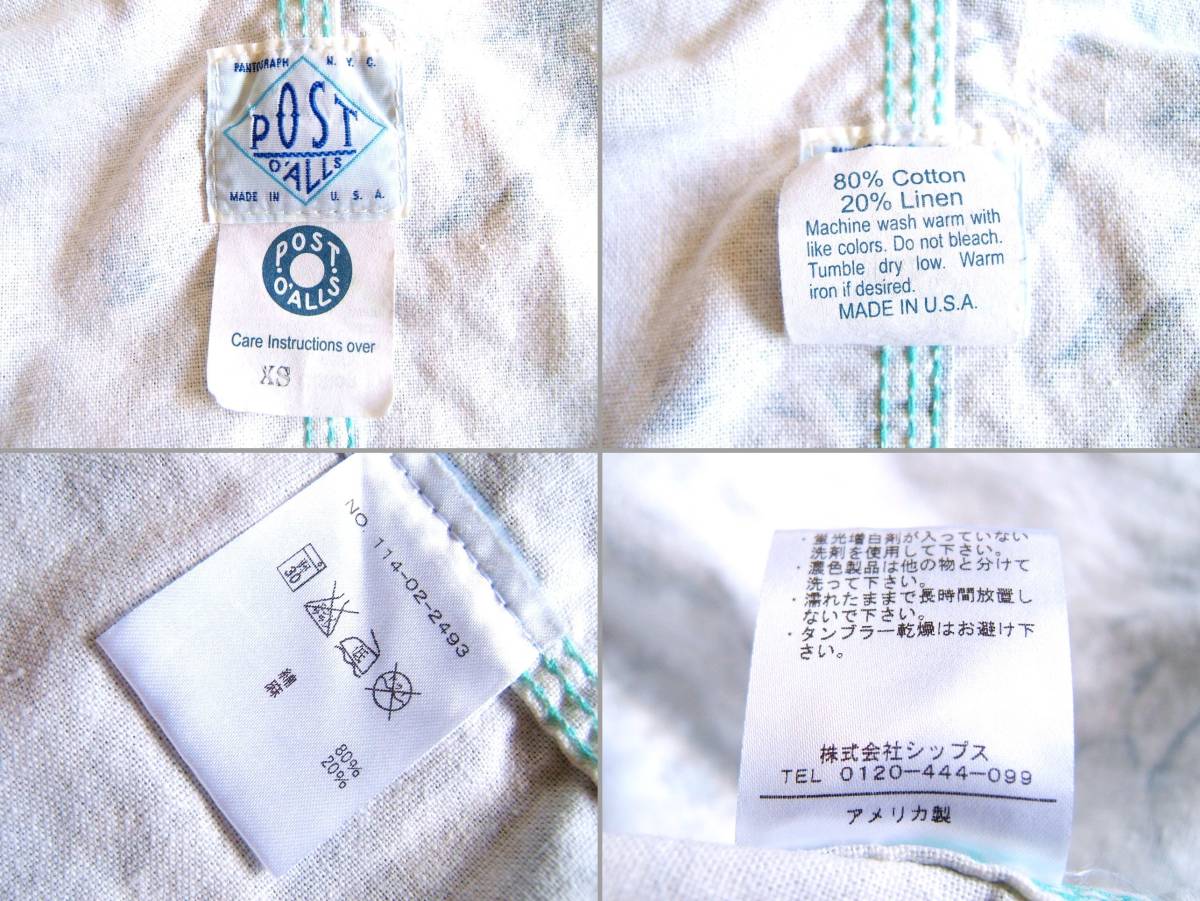 PANTOGRAPH N. Y. C.
POST
O'ALLS
MADE IN U. S. A.
POST
O'ALLS
Care Instructions over
XS
80% Cotton
20% Linen
Machine wash warm with
like colors. Do not bleach.
Tumble dry low. Warm
iron if desired.
MADE IN U.S.A.
NO. 114-02-2493
30
低
綿 80%
麻 20%
・蛍光増白剤が入っていない
洗剤を使用して下さい。
・濃色製品は他の物と分けて
洗って下さい。
・濡れたままで長時間放置し
ないで下さい。
・タンブラー乾燥はお避け下
さい。
株式会社シップス
TEL 0120-444-099
アメリカ製